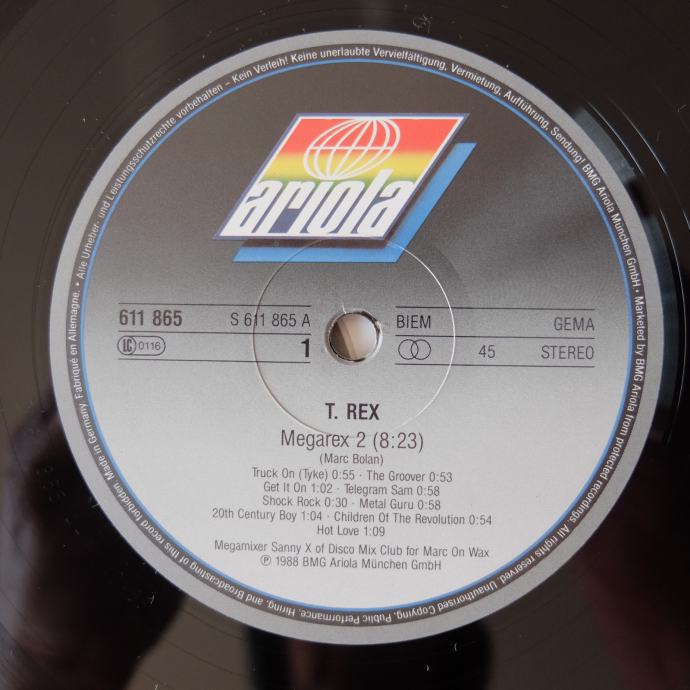 Alle Urheber- und Leistungsschutzrechte vorbehalten – Kein Verleih! Keine unerlaubte Vervielfältigung, Vermietung, Aufführung, Sendung! BMG Ariola München GmbH • Marketed by BMG Ariola from protected recordings. All rights reserved. Unauthorised Copying, Public Performance, Hiring, and Broadcasting of this record forbidden. Made in Germany. Fabriqué en Allemagne. •
ariola
611 865 S 611 865 A BIEM GEMA
LC 0116 1 45 STEREO
T. REX
Megarex 2 (8:23)
(Marc Bolan)
Truck On (Tyke) 0:55 · The Groover 0:53
Get It On 1:02 · Telegram Sam 0:58
Shock Rock 0:30 · Metal Guru 0:58
20th Century Boy 1:04 · Children Of The Revolution 0:54
Hot Love 1:09
Megamixer Sanny X of Disco Mix Club for Marc On Wax
℗ 1988 BMG Ariola München GmbH